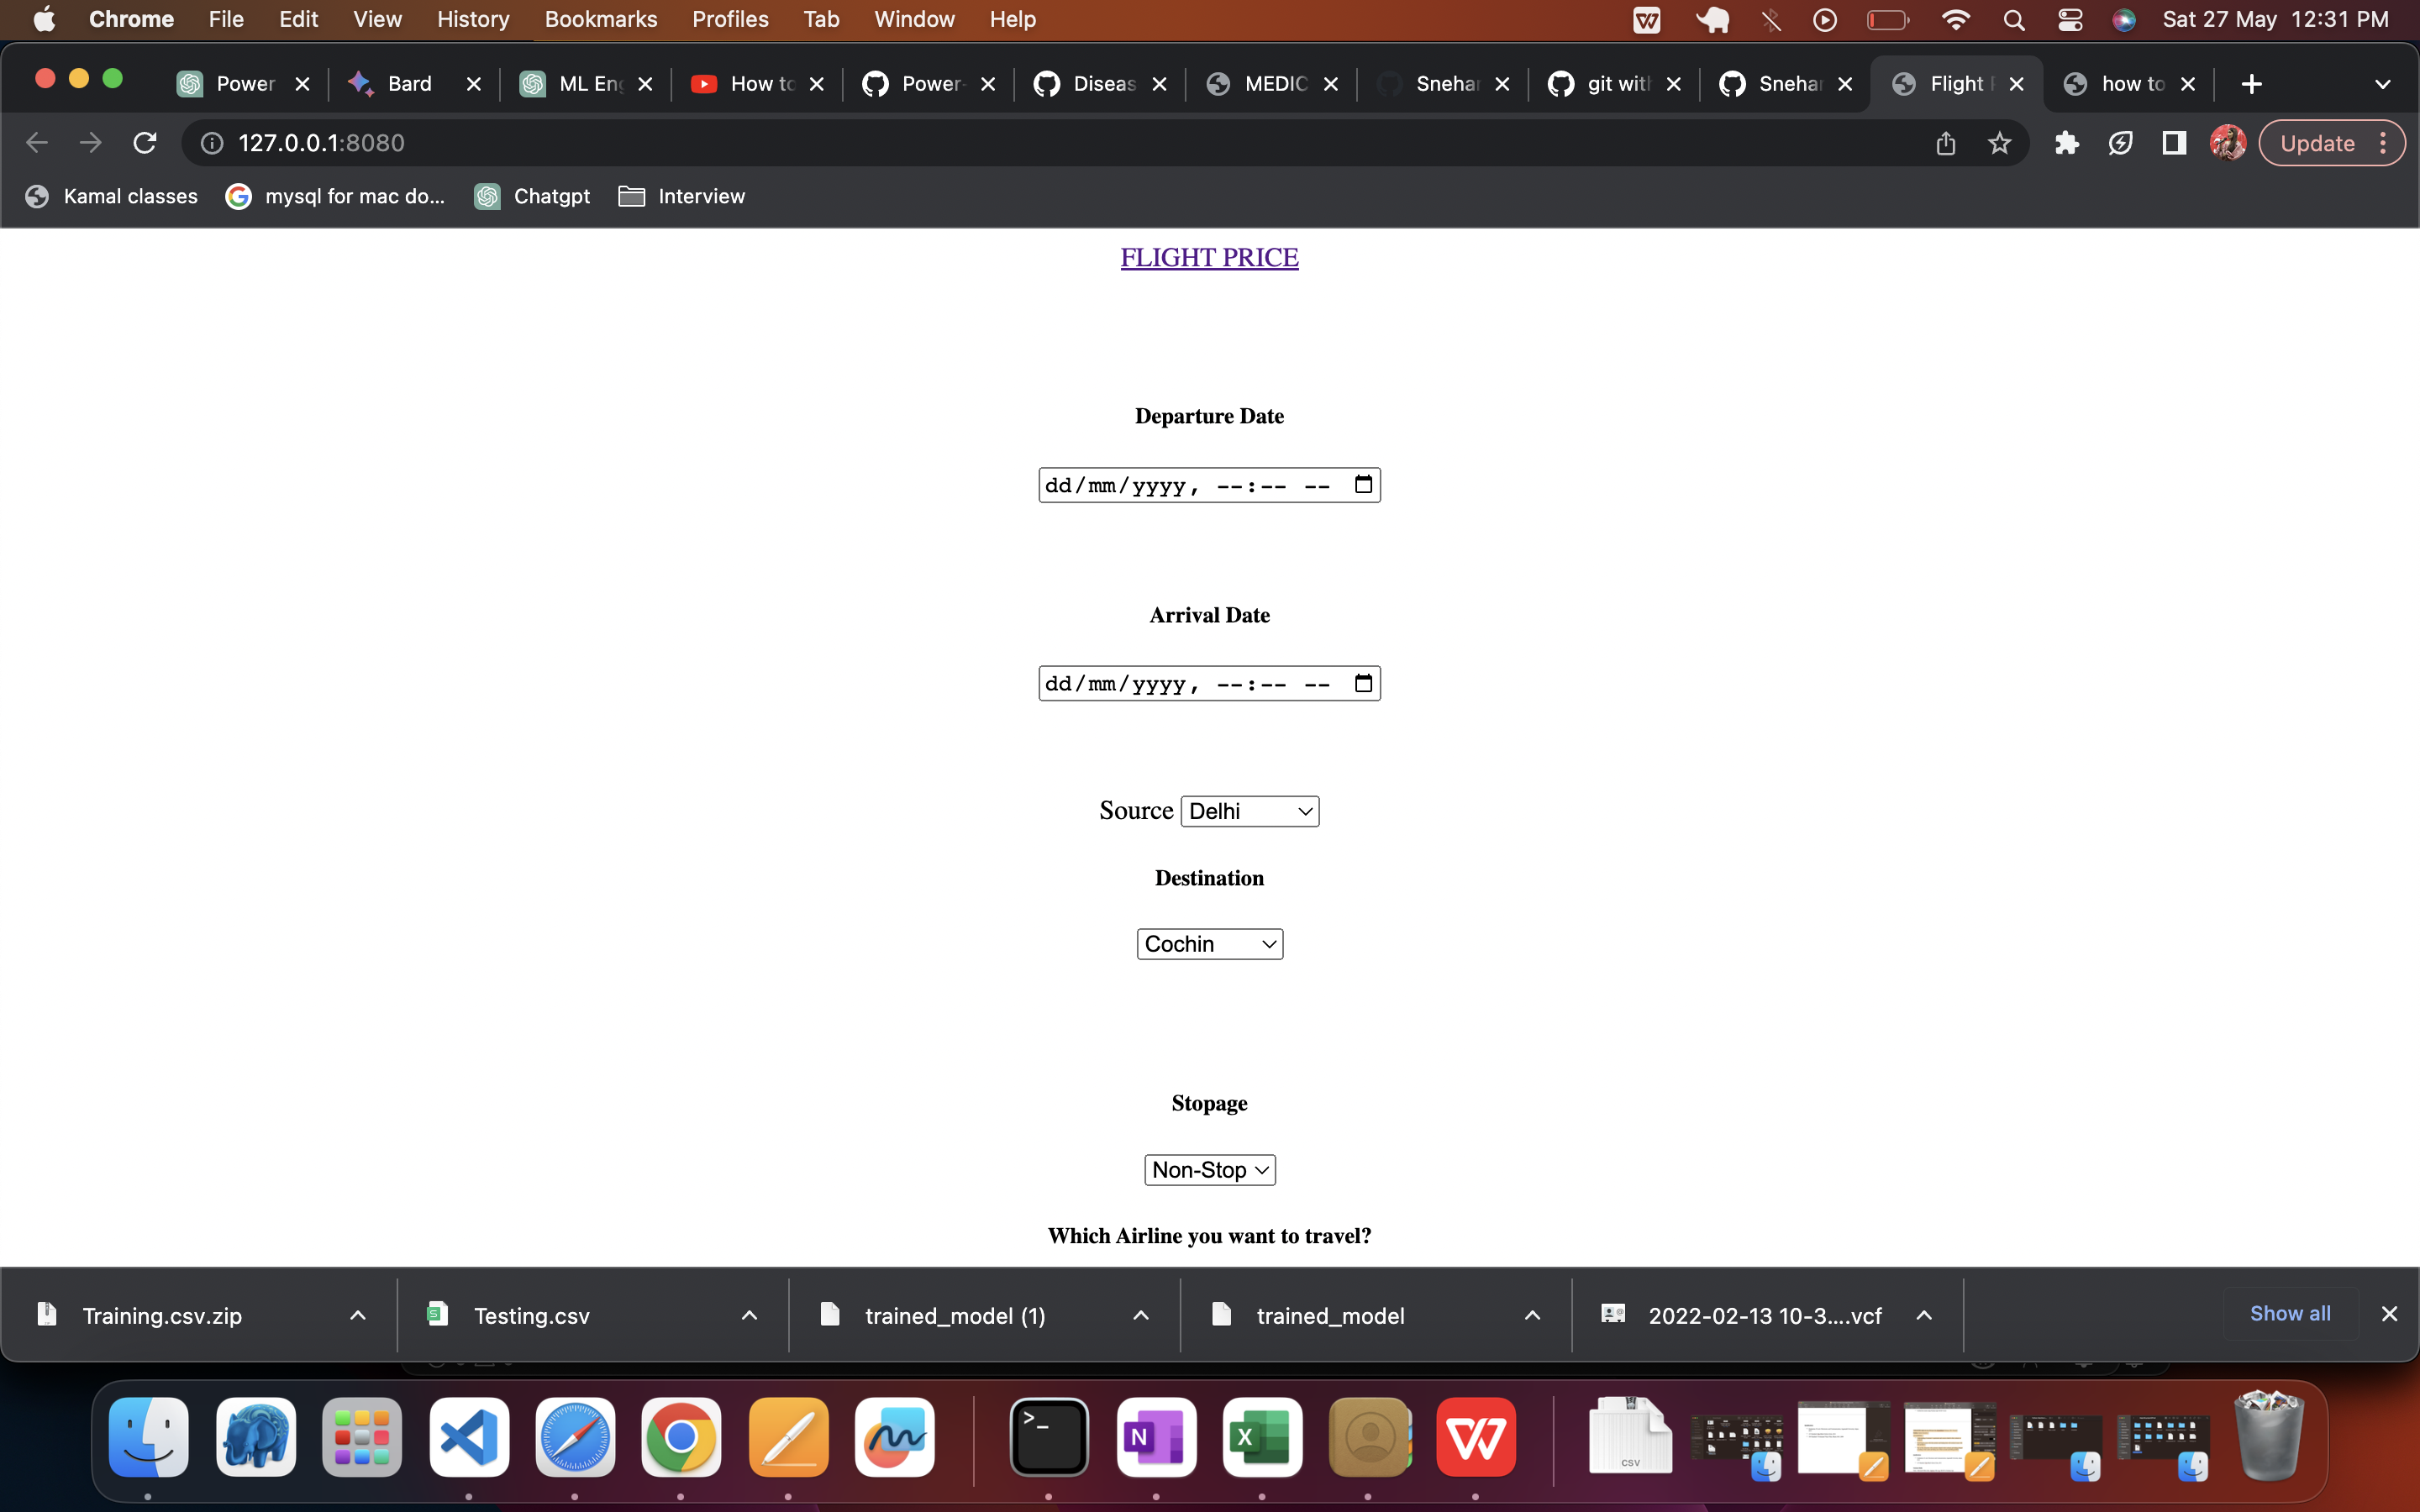 Chrome File Edit View History Bookmarks Profiles Tab Window Help Sat 27 May 12:31 PM
Power Bard ML Eng How to Power- Diseas MEDIC Snehar git with Snehar Flight how to
127.0.0.1:8080 Update
Kamal classes mysql for mac do... Chatgpt Interview
FLIGHT PRICE
Departure Date
dd/mm/yyyy, --:-- --
Arrival Date
dd/mm/yyyy, --:-- --
Source Delhi
Destination
Cochin
Stopage
Non-Stop
Which Airline you want to travel?
Training.csv.zip Testing.csv trained_model (1) trained_model 2022-02-13 10-3....vcf Show all
CSV